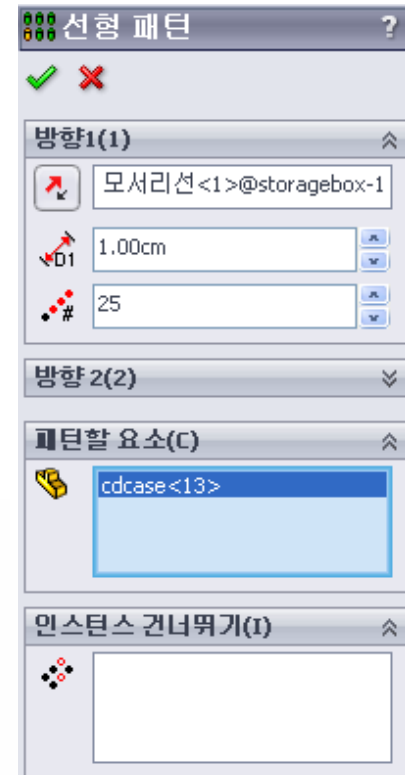 선형 패턴 ?
방향1(1)
모서리선<1>@storagebox-1
D1 1.00cm
# 25
방향 2(2)
패턴할 요소(C)
cdcase<13>
인스턴스 건너뛰기(I)